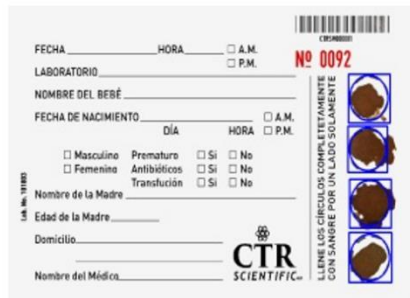 FECHA HORA A.M.
P.M.
Nº 0092
LABORATORIO
NOMBRE DEL BEBÉ
FECHA DE NACIMIENTO A.M.
DÍA HORA P.M.
Masculino Prematuro Si No
Femenino Antibióticos Si No
Transfución Si No
Nombre de la Madre
Edad de la Madre
Domicilio
Nombre del Médico
CTR
SCIENTIFIC
LLENE LOS CÍRCULOS COMPLETETAMENTE
CON SANGRE POR UN LADO SOLAMENTE